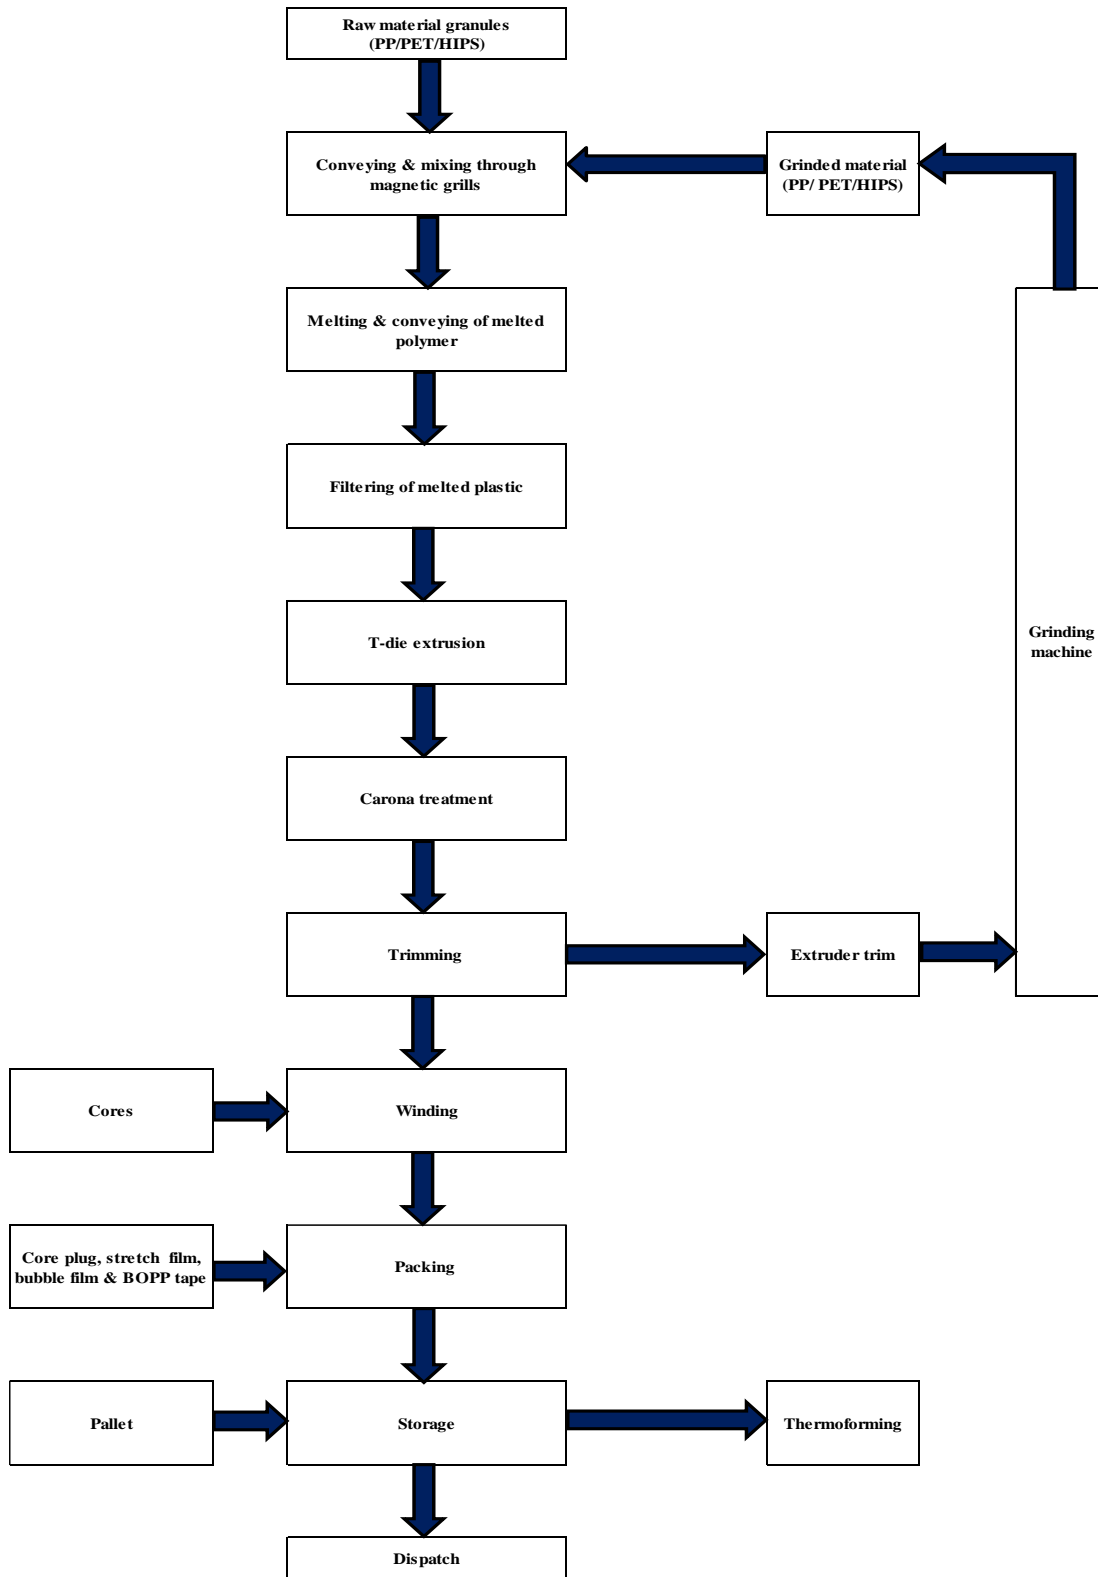 Raw material granules
(PP/PET/HIPS)
Conveying & mixing through
magnetic grills
Grinded material
(PP/ PET/HIPS)
Melting & conveying of melted
polymer
Filtering of melted plastic
T-die extrusion
Grinding
machine
Carona treatment
Trimming
Extruder trim
Cores
Winding
Core plug, stretch film,
bubble film & BOPP tape
Packing
Pallet
Storage
Thermoforming
Dispatch